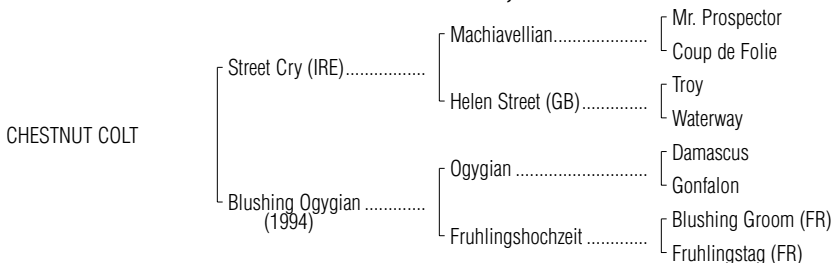 Mr. Prospector
Machiavellian....................
Coup de Folie
Street Cry (IRE).................
Troy
Helen Street (GB)..............
Waterway
CHESTNUT COLT
Damascus
Ogygian ............................
Gonfalon
Blushing Ogygian .............
(1994)
Blushing Groom (FR)
Fruhlingshochzeit .............
Fruhlingstag (FR)